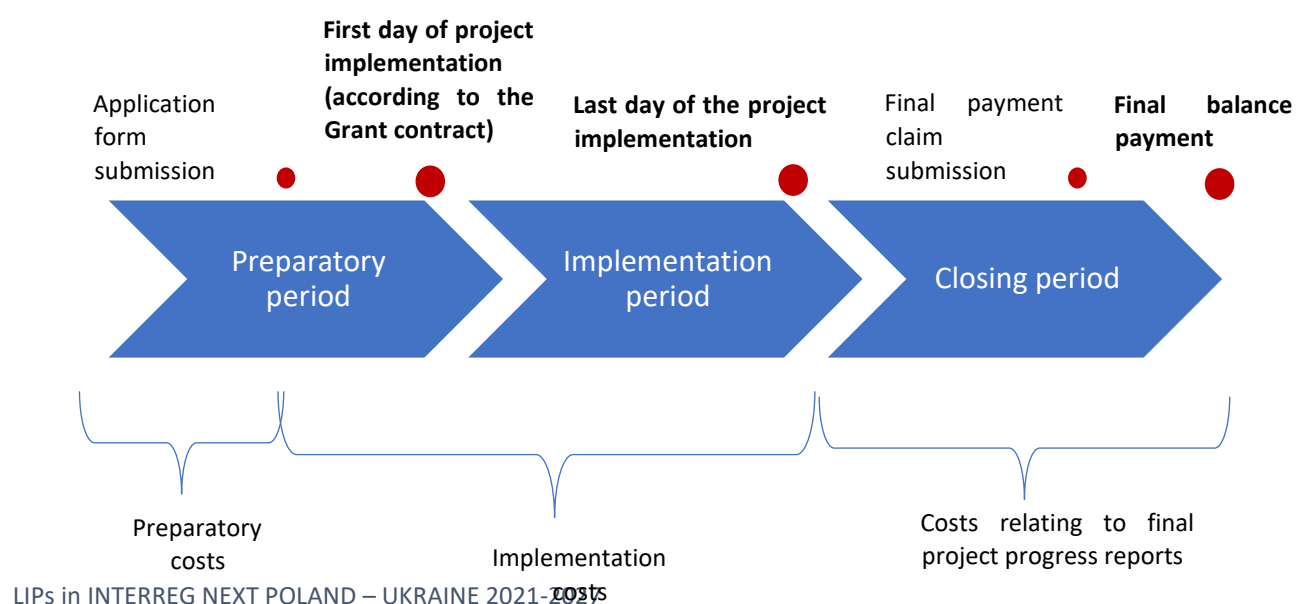 First day of project
implementation
(according to the
Grant contract)
Application
form
submission
Last day of the project
implementation
Final payment
claim
submission
Final balance
payment
Preparatory
period
Implementation
period
Closing period
Preparatory
costs
Implementation
costs
Costs relating to final
project progress reports
LIPs in INTERREG NEXT POLAND – UKRAINE 2021-2027